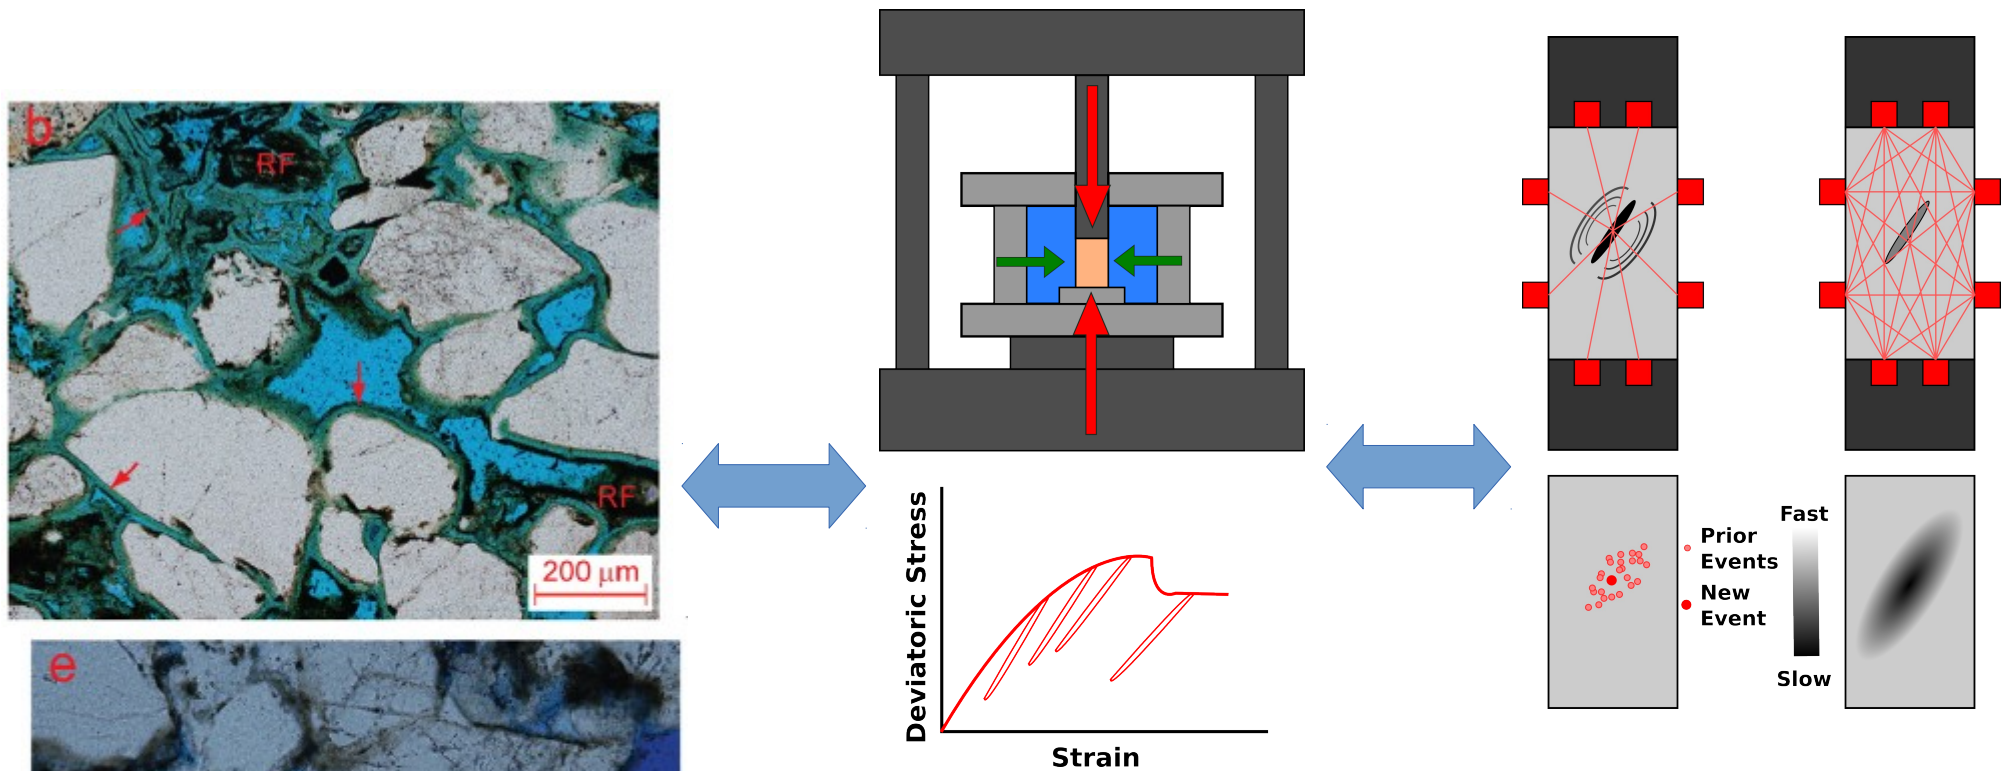 b
RF
RF
200 μm
e
Deviatoric Stress
Strain
Prior
Events
New
Event
Fast
Slow